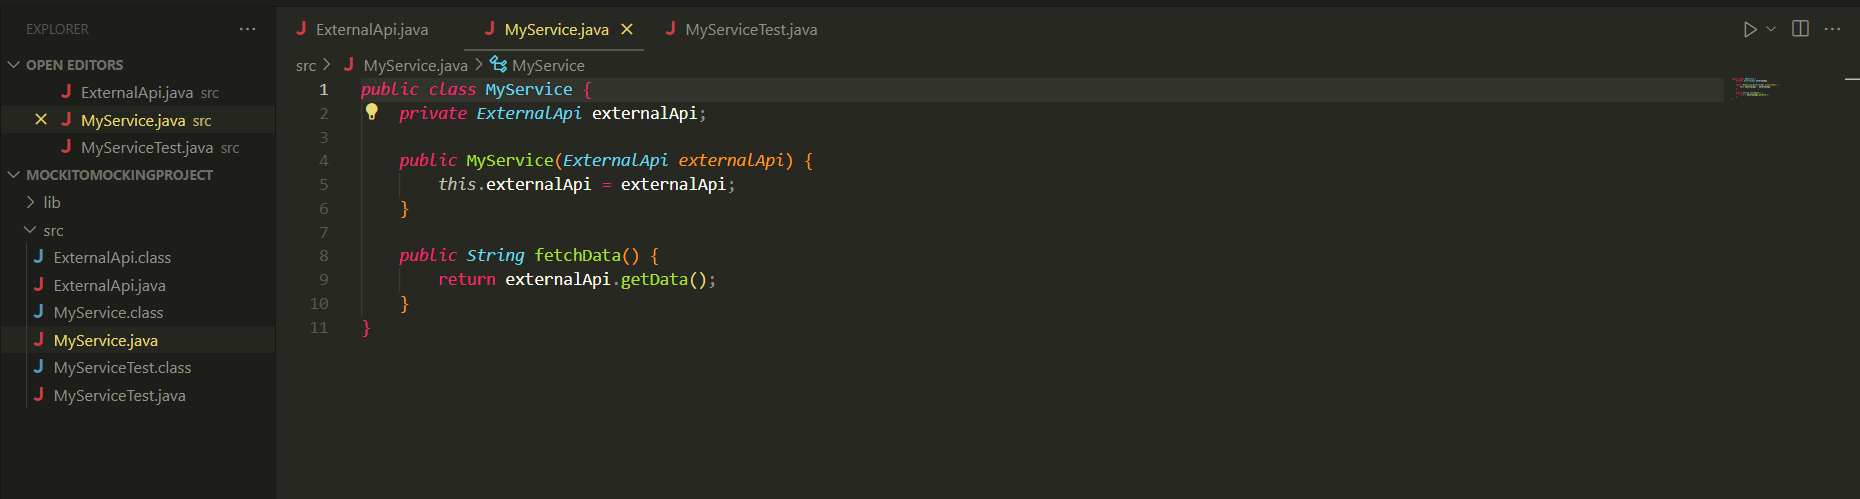 EXPLORER
OPEN EDITORS
ExternalApi.java src
MyService.java src
MyServiceTest.java src
MOCKITOMOCKINGPROJECT
lib
src
ExternalApi.class
ExternalApi.java
MyService.class
MyService.java
MyServiceTest.class
MyServiceTest.java
ExternalApi.java MyService.java MyServiceTest.java
src > MyService.java > MyService
1 public class MyService {
2     private ExternalApi externalApi;
3
4     public MyService(ExternalApi externalApi) {
5         this.externalApi = externalApi;
6     }
7
8     public String fetchData() {
9         return externalApi.getData();
10     }
11 }